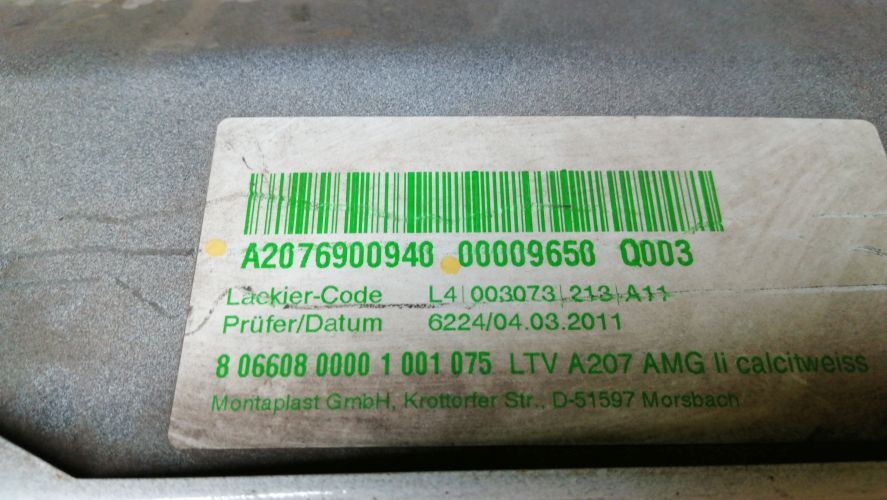 A2076900940 00009650 Q003
Lackier-Code L4|003073|213|A11
Prüfer/Datum 6224/04.03.2011
8 06608 0000 1 001 075 LTV A207 AMG li calcitweiss
Montaplast GmbH, Krottorfer Str., D-51597 Morsbach